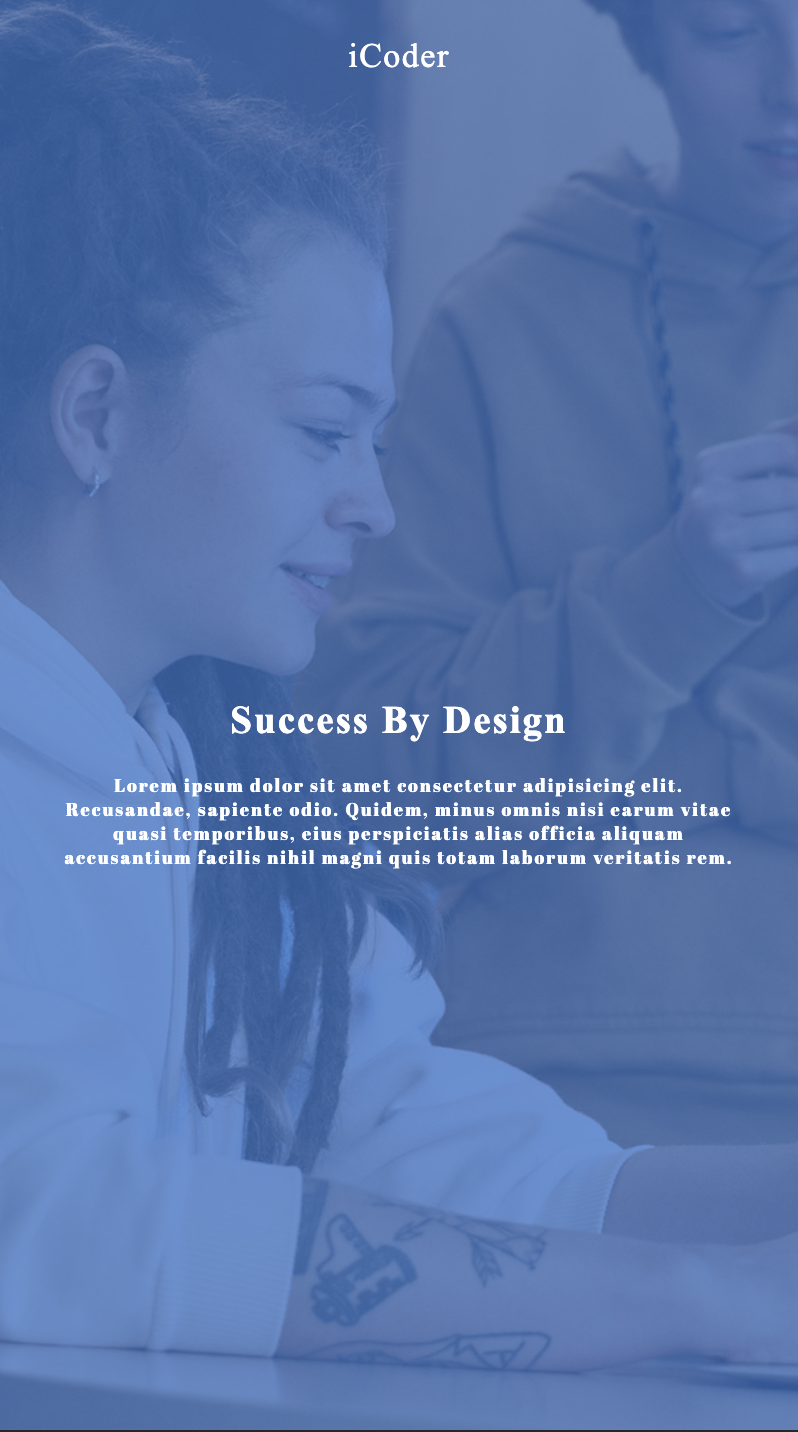 iCoder
Success By Design
Lorem ipsum dolor sit amet consectetur adipisicing elit.
Recusandae, sapiente odio. Quidem, minus omnis nisi earum vitae
quasi temporibus, eius perspiciatis alias officia aliquam
accusantium facilis nihil magni quis totam laborum veritatis rem.